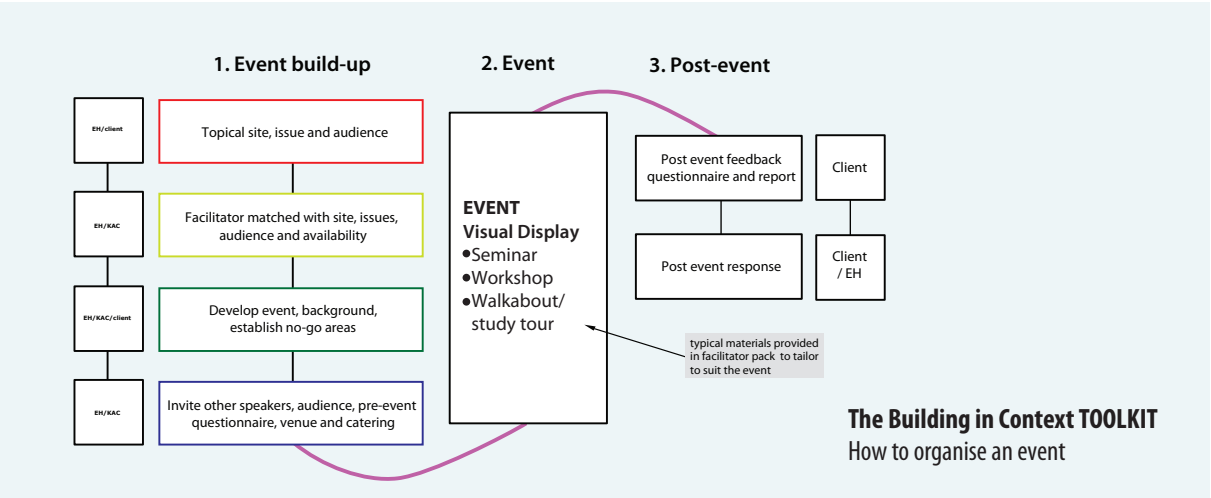 1. Event build-up
2. Event
3. Post-event
EH/client
Topical site, issue and audience
EH/KAC
Facilitator matched with site, issues,
audience and availability
EH/KAC/client
Develop event, background,
establish no-go areas
EH/KAC
Invite other speakers, audience, pre-event
questionnaire, venue and catering
EVENT
Visual Display
•Seminar
•Workshop
•Walkabout/
study tour
Post event feedback
questionnaire and report
Client
Post event response
Client
/ EH
typical materials provided
in facilitator pack to tailor
to suit the event
The Building in Context TOOLKIT
How to organise an event